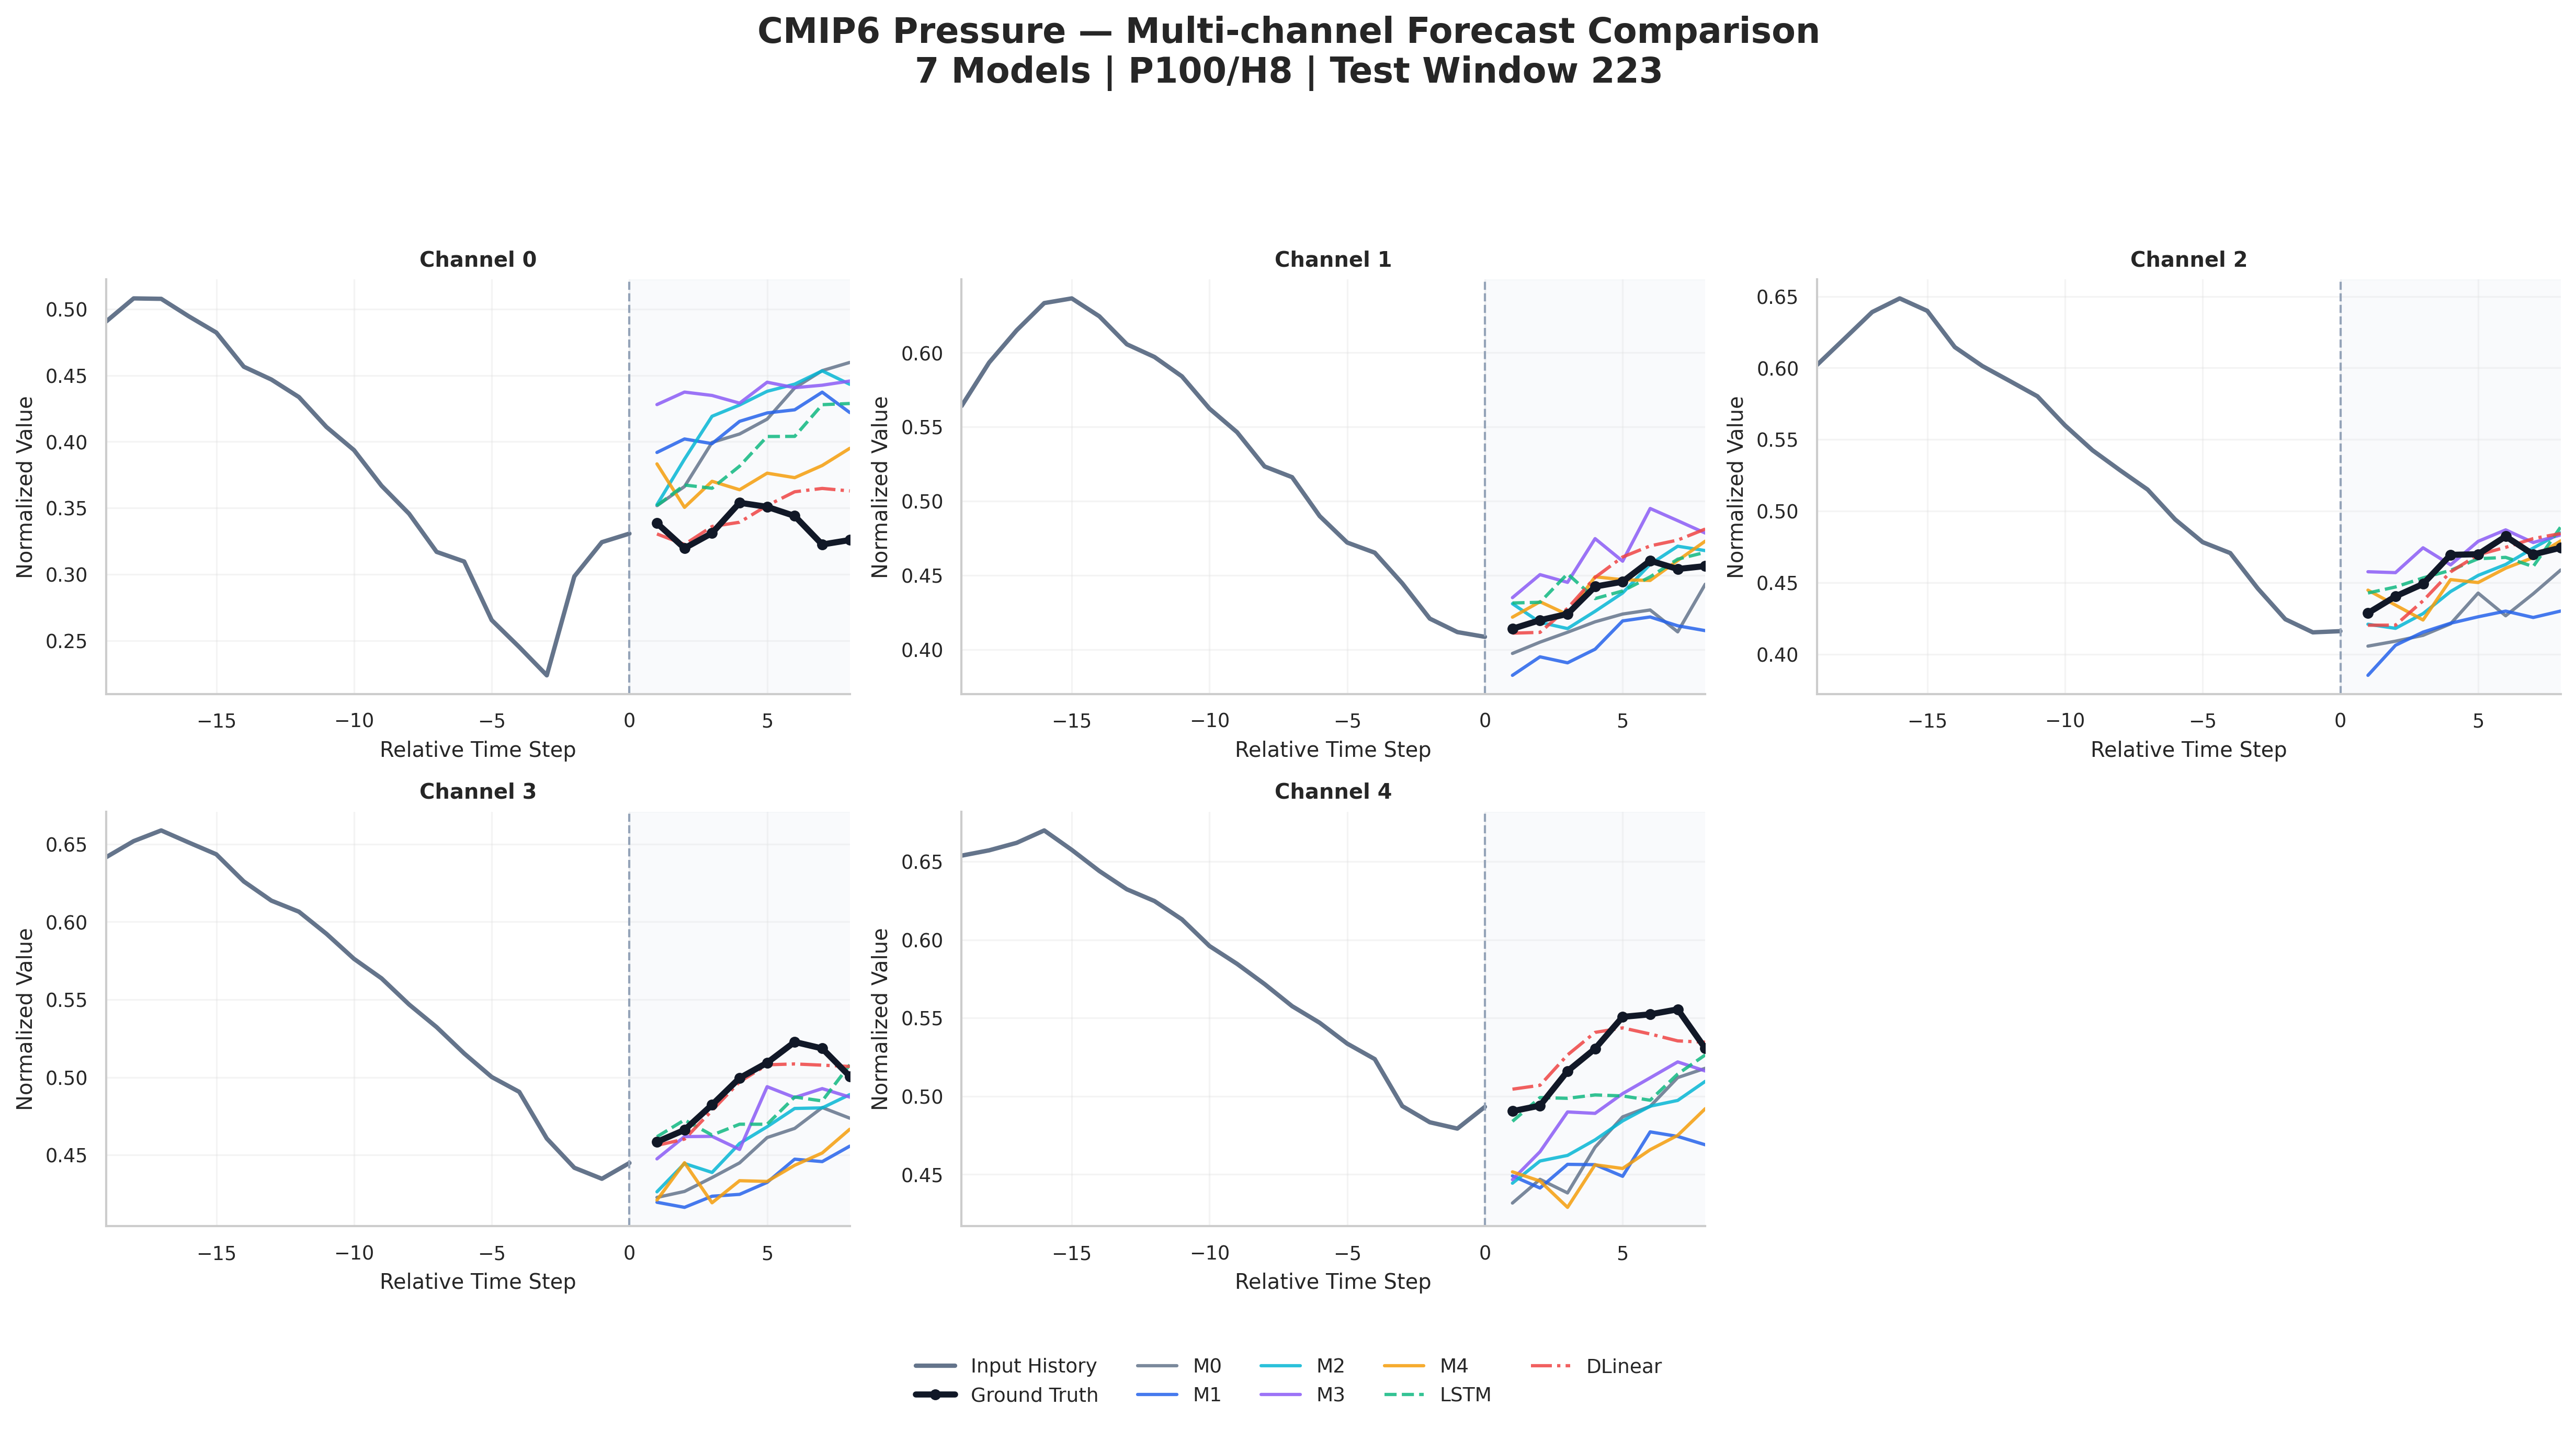 CMIP6 Pressure — Multi-channel Forecast Comparison
7 Models | P100/H8 | Test Window 223
Channel 0
Normalized Value
0.50
0.45
0.40
0.35
0.30
0.25
−15 −10 −5 0 5
Relative Time Step
Channel 1
Normalized Value
0.60
0.55
0.50
0.45
0.40
−15 −10 −5 0 5
Relative Time Step
Channel 2
Normalized Value
0.65
0.60
0.55
0.50
0.45
0.40
−15 −10 −5 0 5
Relative Time Step
Channel 3
Normalized Value
0.65
0.60
0.55
0.50
0.45
−15 −10 −5 0 5
Relative Time Step
Channel 4
Normalized Value
0.65
0.60
0.55
0.50
0.45
−15 −10 −5 0 5
Relative Time Step
Input History M0 M2 M4 DLinear
Ground Truth M1 M3 LSTM